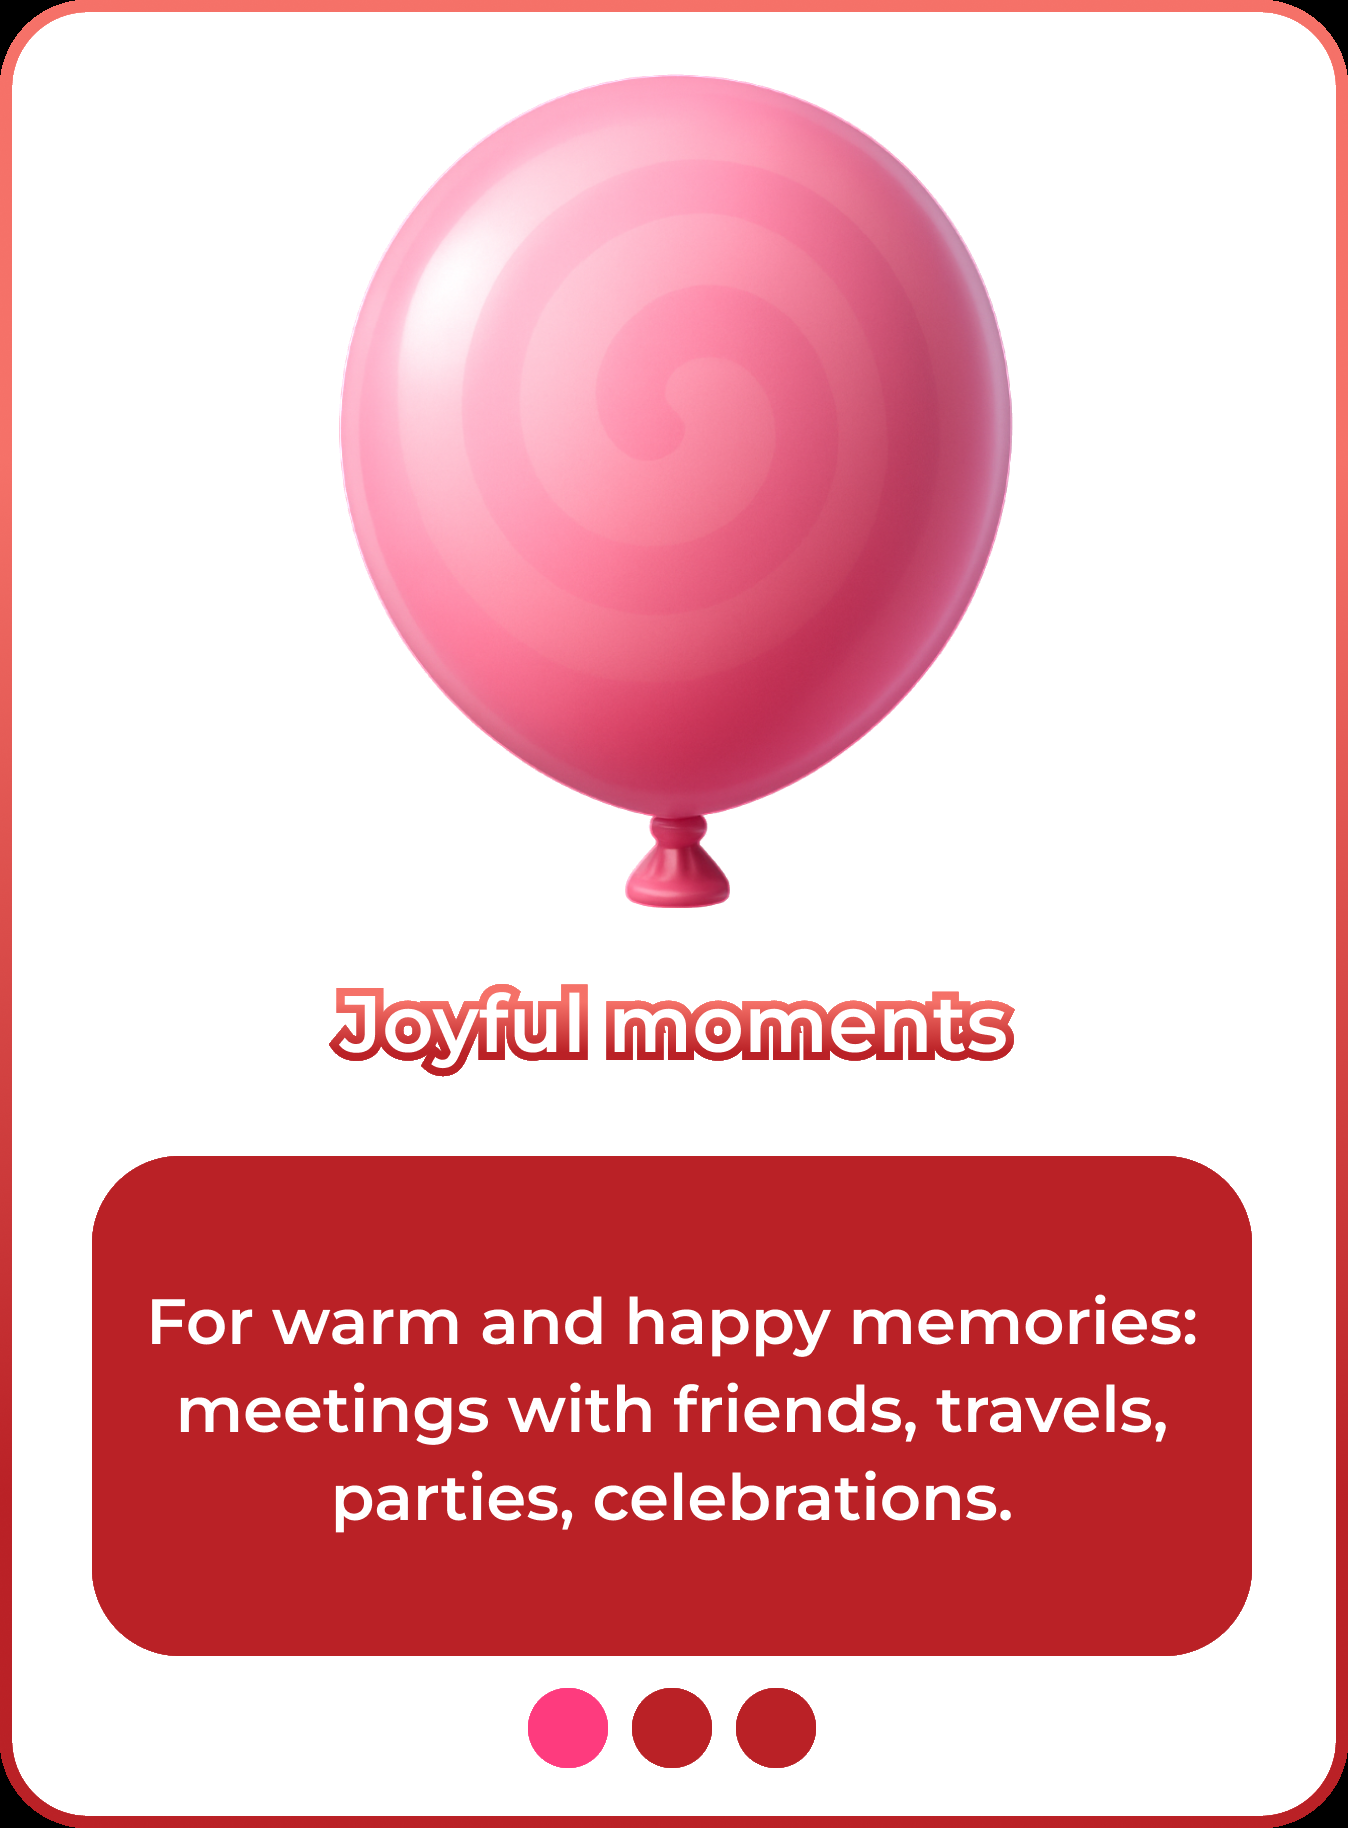 Joyful moments
For warm and happy memories:
meetings with friends, travels,
parties, celebrations.